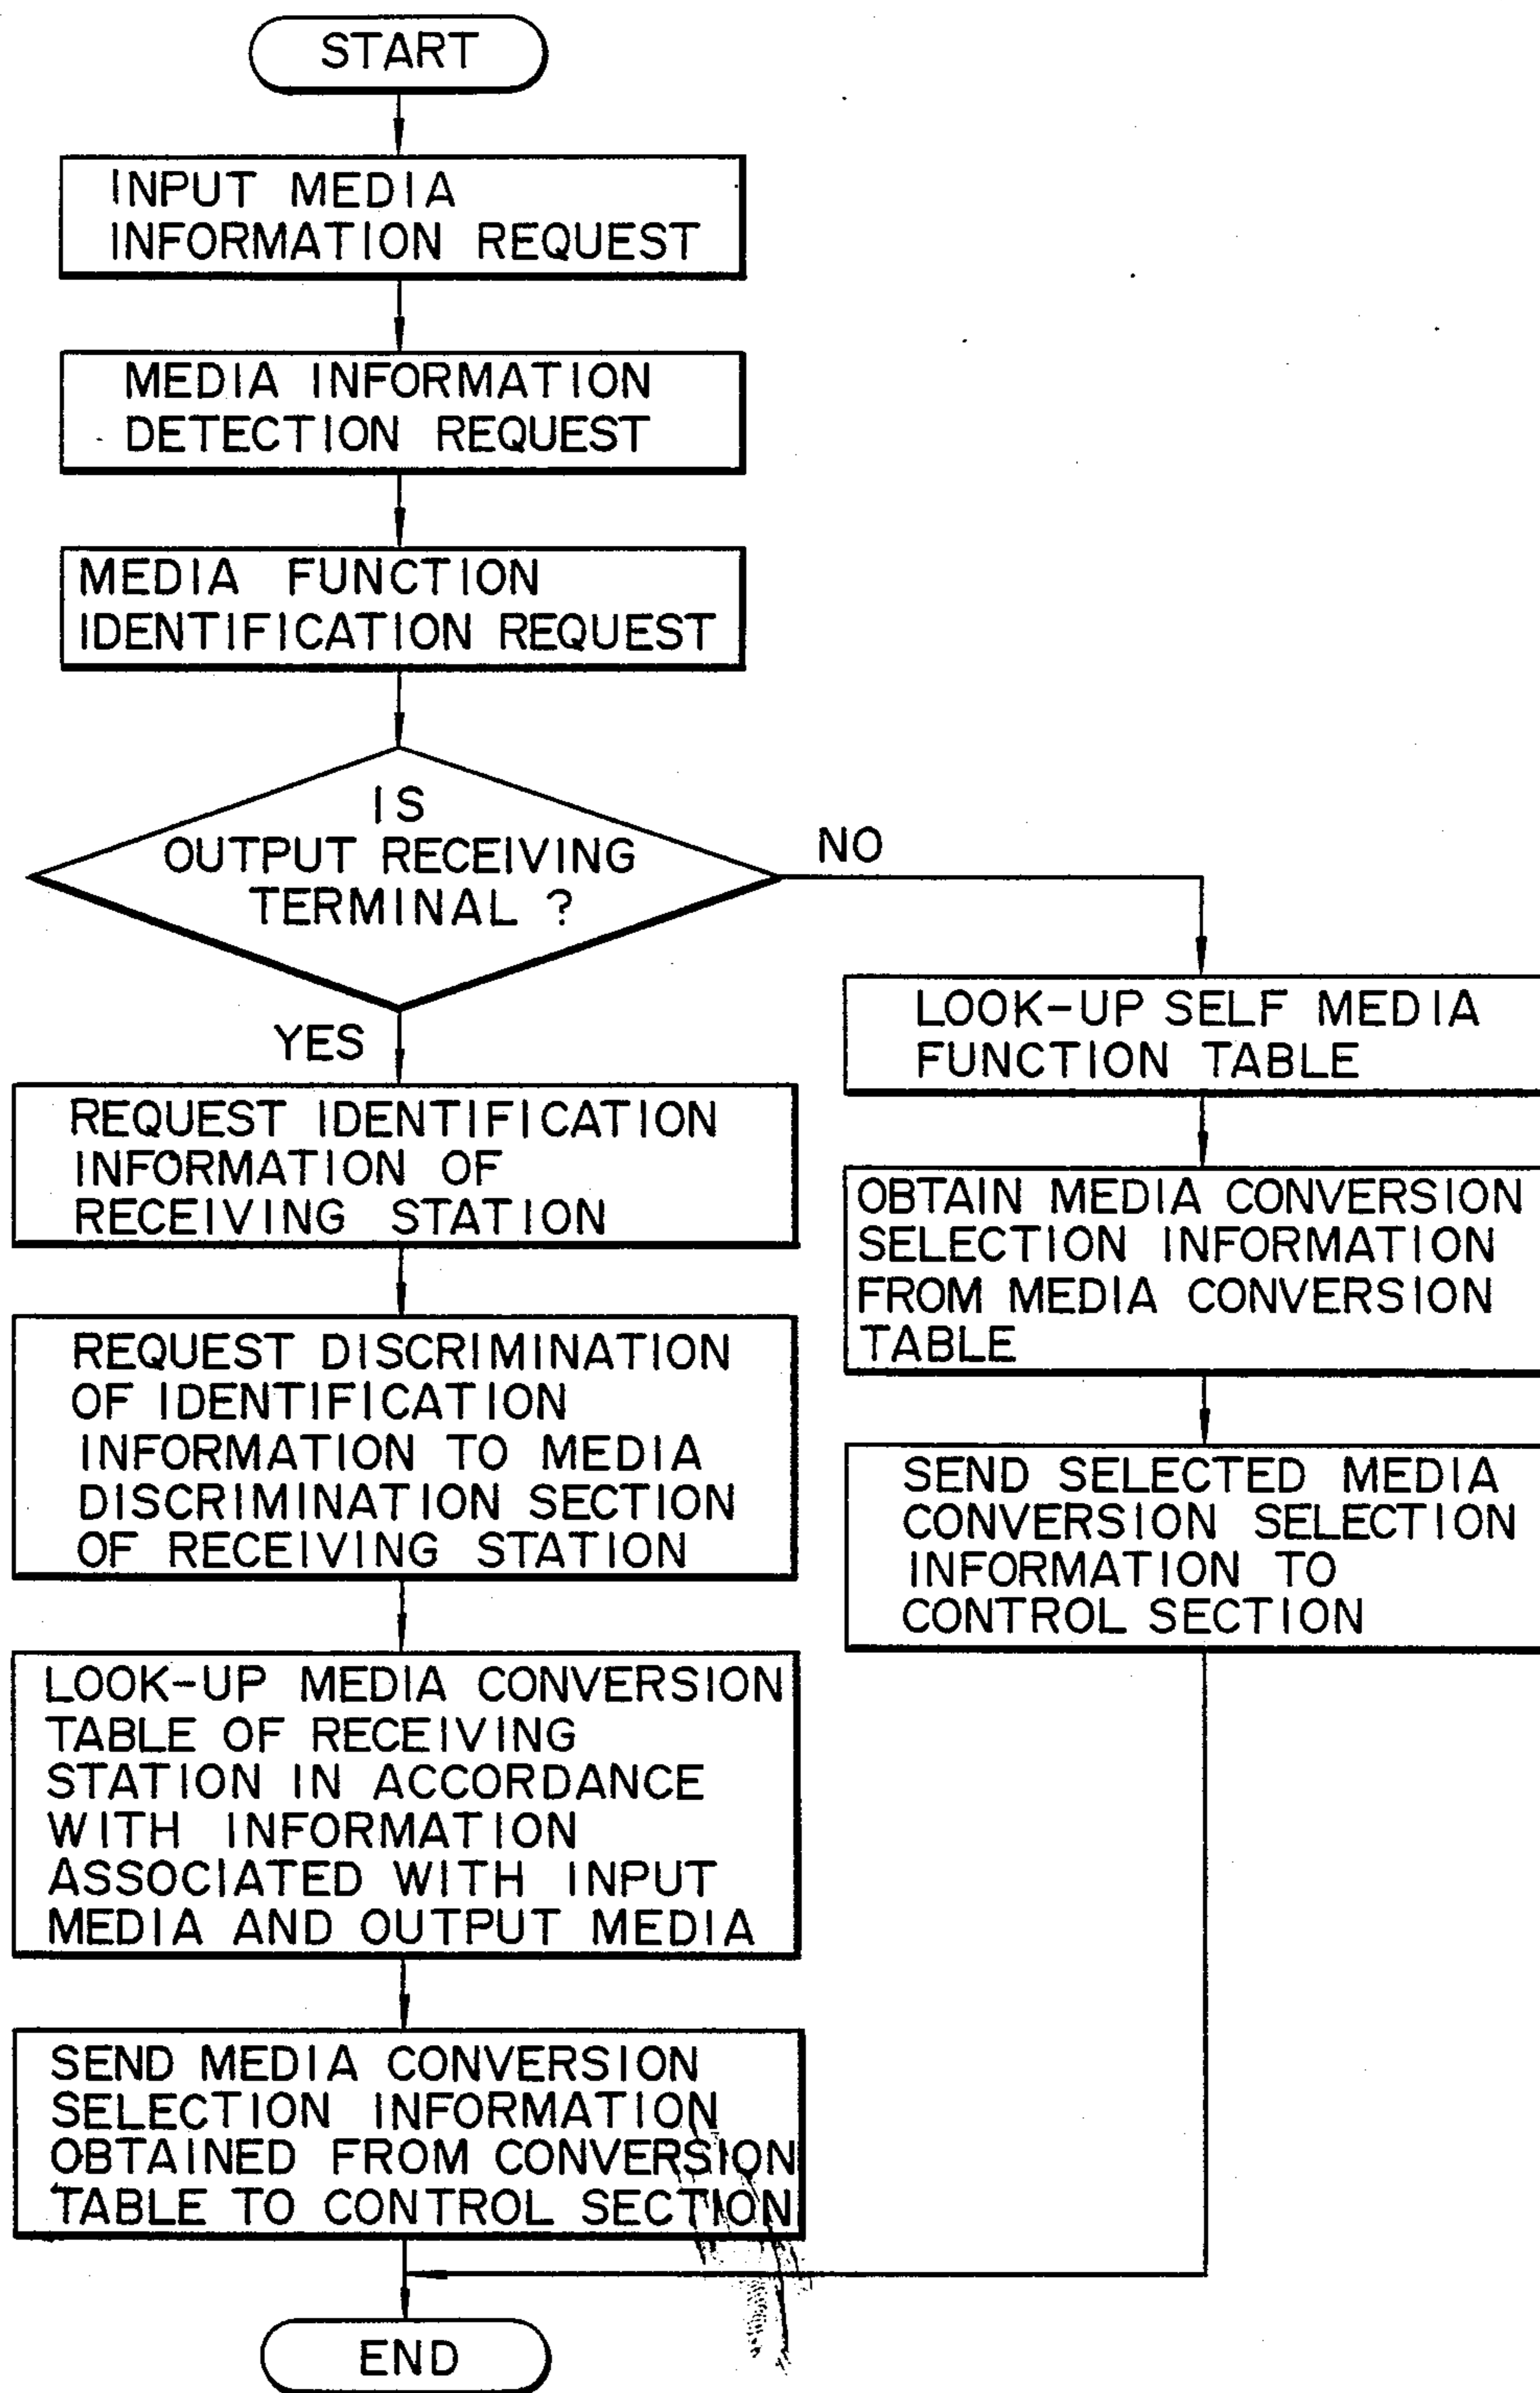 START
INPUT MEDIA
INFORMATION REQUEST
MEDIA INFORMATION
DETECTION REQUEST
MEDIA FUNCTION
IDENTIFICATION REQUEST
IS
OUTPUT RECEIVING
TERMINAL ?
NO
YES
LOOK-UP SELF MEDIA
FUNCTION TABLE
OBTAIN MEDIA CONVERSION
SELECTION INFORMATION
FROM MEDIA CONVERSION
TABLE
SEND SELECTED MEDIA
CONVERSION SELECTION
INFORMATION TO
CONTROL SECTION
REQUEST IDENTIFICATION
INFORMATION OF
RECEIVING STATION
REQUEST DISCRIMINATION
OF IDENTIFICATION
INFORMATION TO MEDIA
DISCRIMINATION SECTION
OF RECEIVING STATION
LOOK-UP MEDIA CONVERSION
TABLE OF RECEIVING
STATION IN ACCORDANCE
WITH INFORMATION
ASSOCIATED WITH INPUT
MEDIA AND OUTPUT MEDIA
SEND MEDIA CONVERSION
SELECTION INFORMATION
OBTAINED FROM CONVERSION
TABLE TO CONTROL SECTION
END